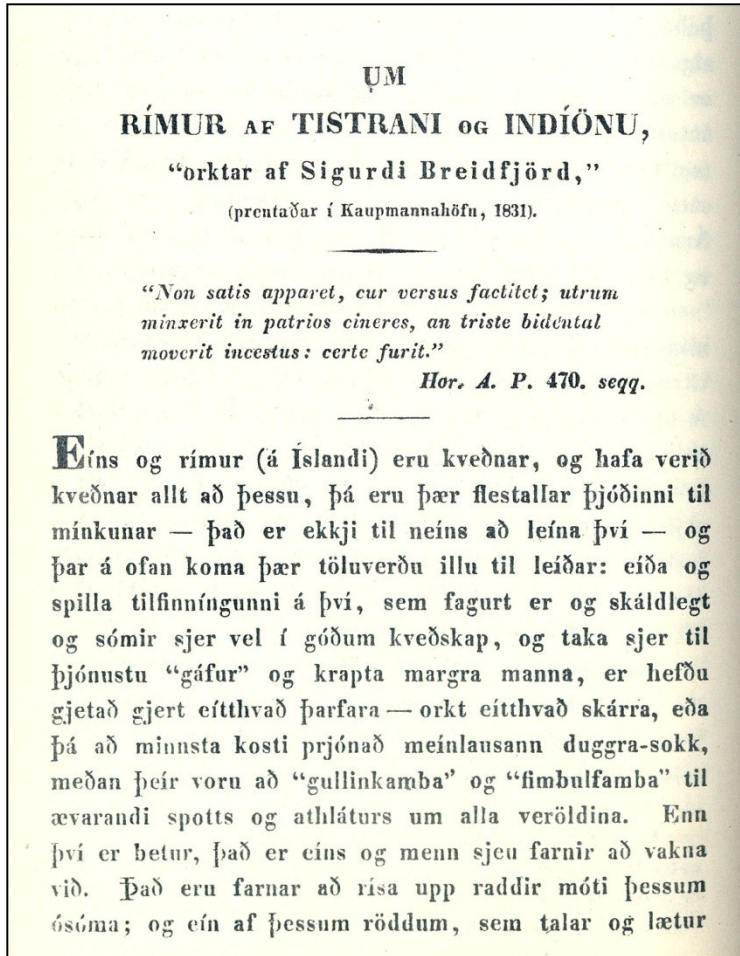 UM
RÍMUR AF TISTRANI OG INDÍÖNU,
“orktar af Sigurdi Breidfjörd,”
(prentaðar í Kaupmannahöfn, 1831).
“Non satis apparet, cur versus factitet; utrum
minxerit in patrios cineres, an triste bidental
moverit incestus: certe furit.”
Hor. A. P. 470. seqq.
Eíns og rímur (á Íslandi) eru kveðnar, og hafa verið
kveðnar allt að þessu, þá eru þær flestallar þjóðinni til
mínkunar — það er ekkji til neíns að leína því — og
þar á ofan koma þær töluverðu illu til leíðar: eíða og
spilla tilfinníngunni á því, sem fagurt er og skáldlegt
og sómir sjer vel í góðum kveðskap, og taka sjer til
þjónustu “gáfur” og krapta margra manna, er hefðu
gjetað gjert eítthvað þarfara — orkt eítthvað skárra, eða
þá að minnsta kosti prjónað meínlausann duggra-sokk,
meðan þeír voru að “gullinkamba” og “fimbulfamba” til
ævarandi spotts og athláturs um alla veröldina. Enn
því er betur, það er eíns og menn sjeu farnir að vakna
við. Það eru farnar að rísa upp raddir móti þessum
ósóma; og eín af þessum röddum, sem talar og lætur